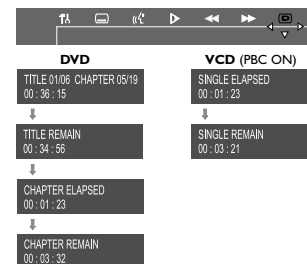 DVD
TITLE 01/06 CHAPTER 05/19
00 : 36 : 15
TITLE REMAIN
00 : 34 : 56
CHAPTER ELAPSED
00 : 01 : 23
CHAPTER REMAIN
00 : 03 : 32
VCD (PBC ON)
SINGLE ELAPSED
00 : 01 : 23
SINGLE REMAIN
00 : 03 : 21